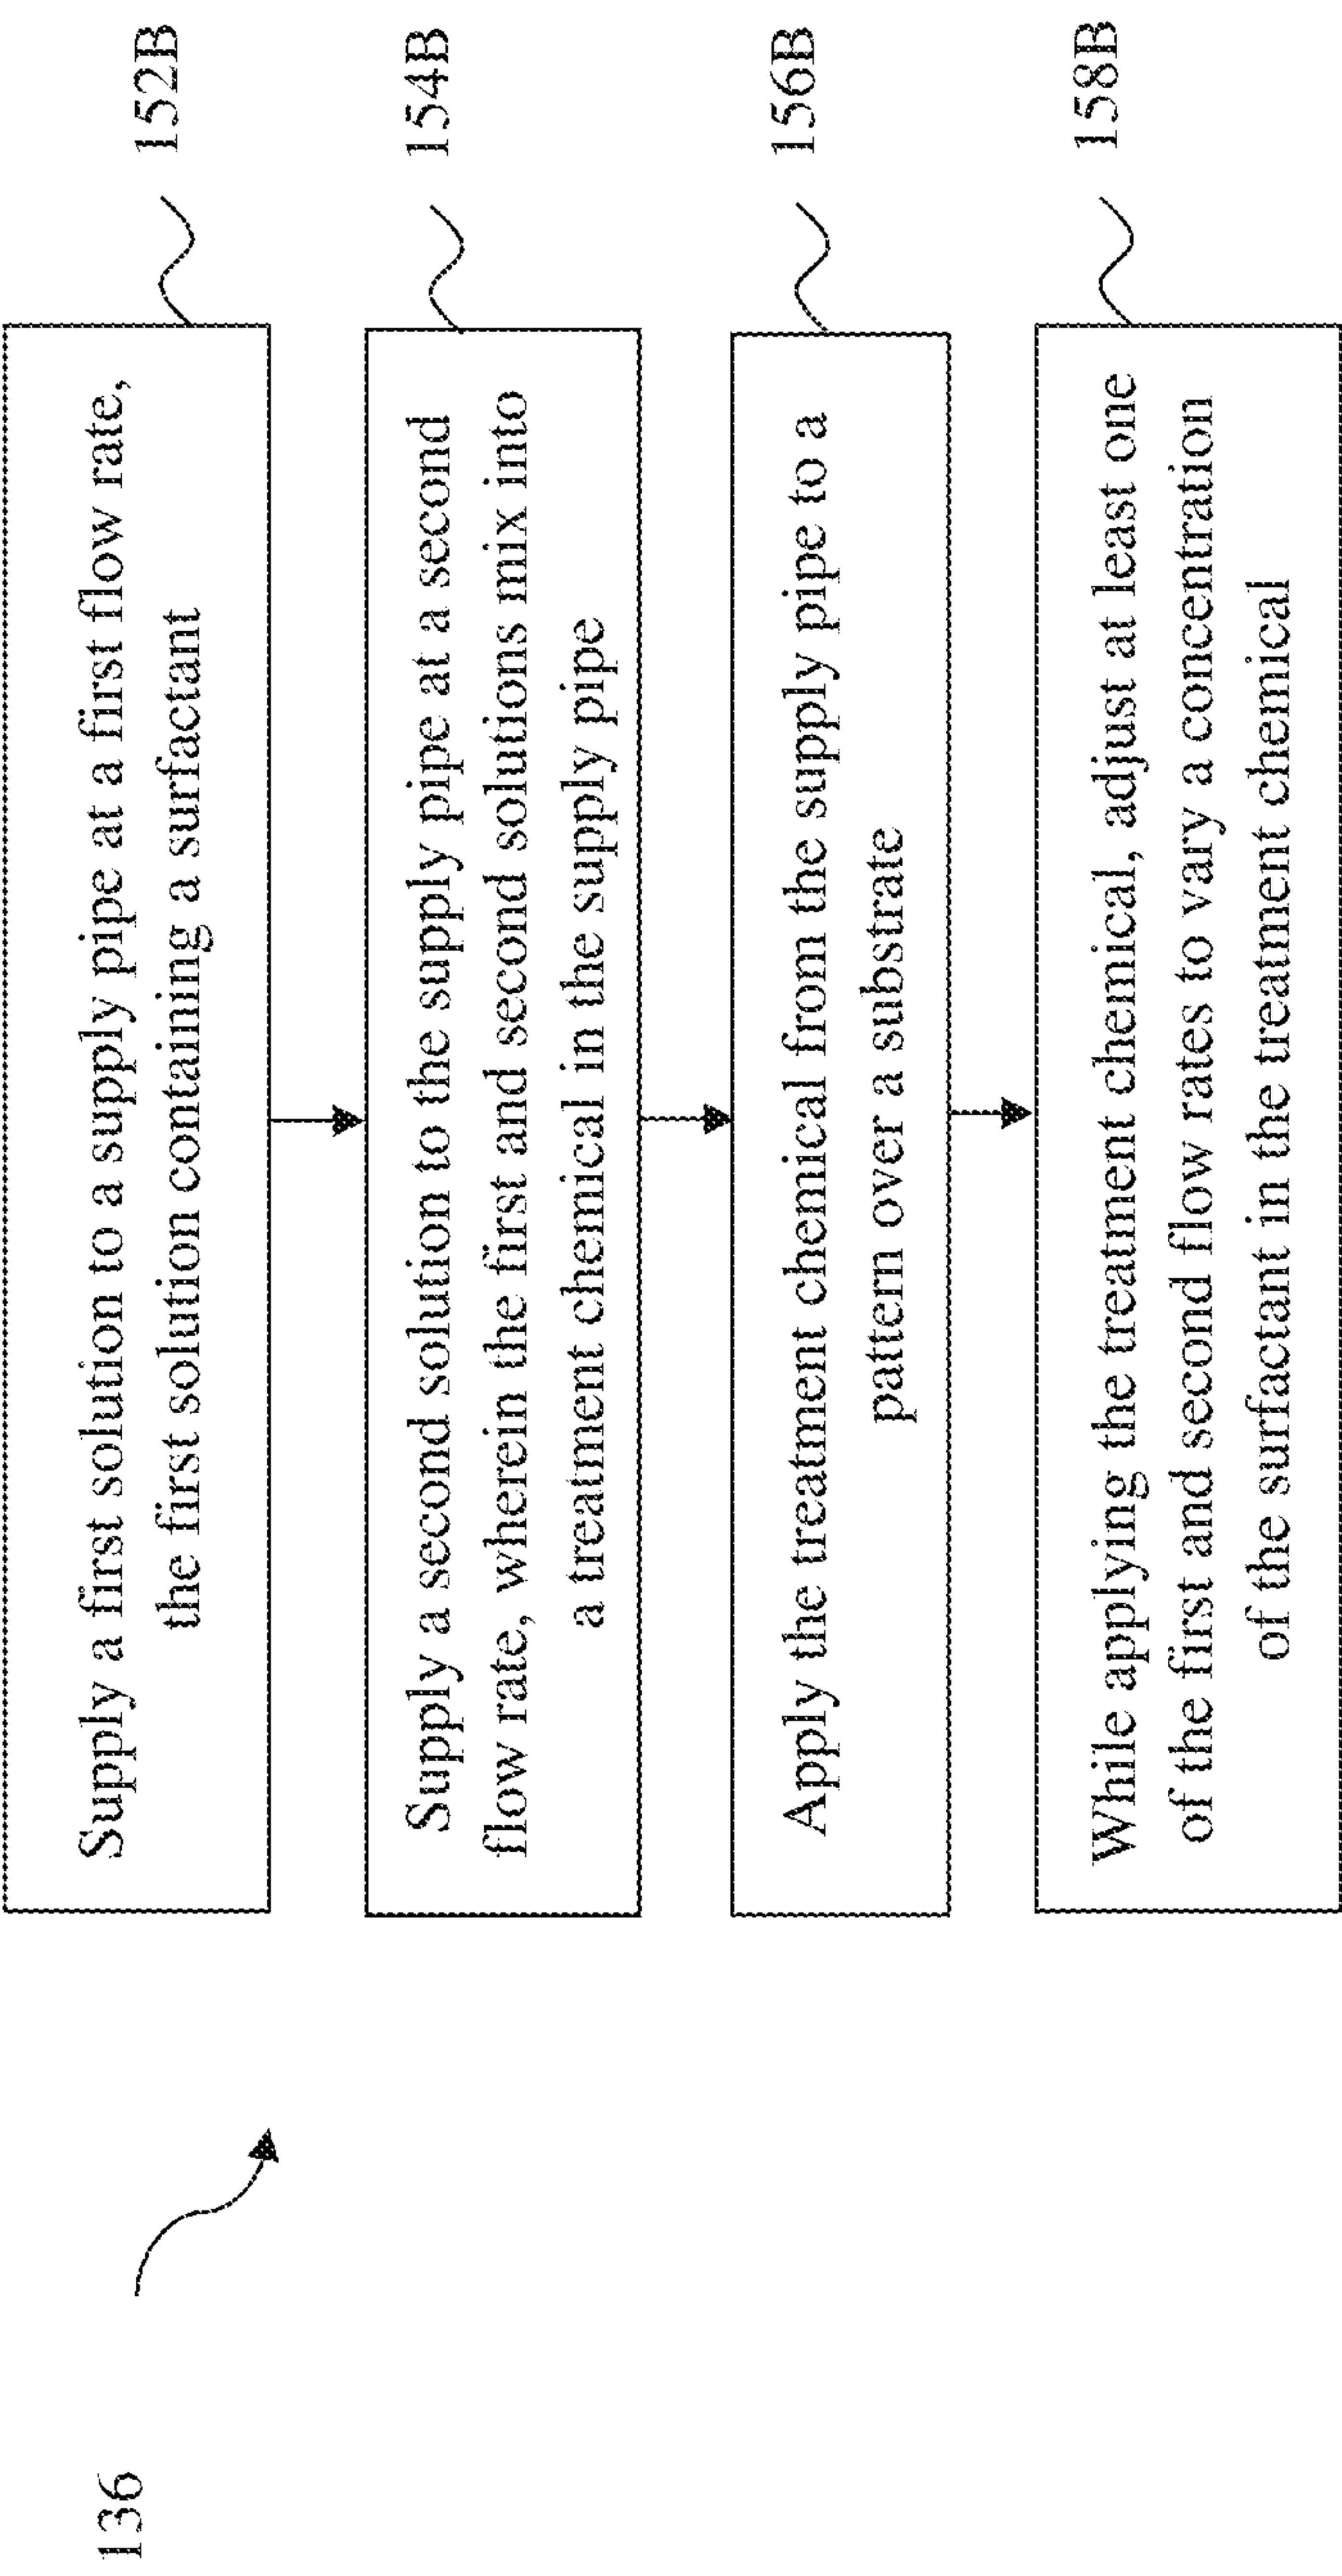 136
Supply a first solution to a supply pipe at a first flow rate,
the first solution containing a surfactant
152B
Supply a second solution to the supply pipe at a second
flow rate, wherein the first and second solutions mix into
a treatment chemical in the supply pipe
154B
Apply the treatment chemical from the supply pipe to a
pattern over a substrate
156B
While applying the treatment chemical, adjust at least one
of the first and second flow rates to vary a concentration
of the surfactant in the treatment chemical
158B